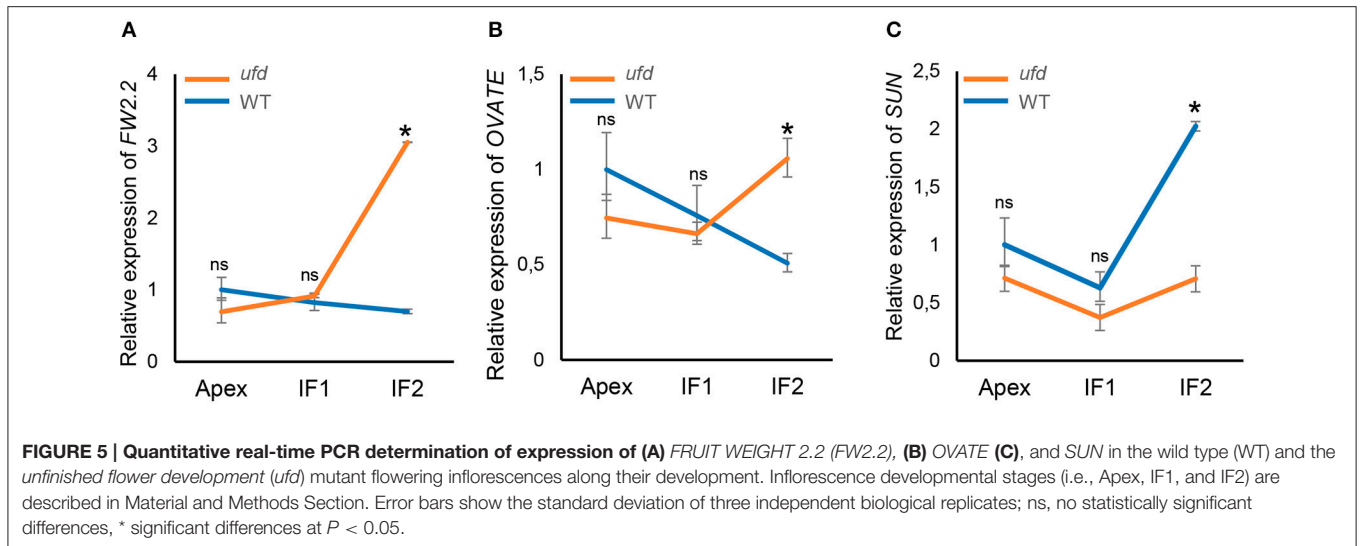 A
Relative expression of FW2.2
4
3
2
1
0
ufd
WT
ns
ns
*
Apex IF1 IF2
B
Relative expression of OVATE
1,5
1
0,5
0
ufd
WT
ns
ns
*
Apex IF1 IF2
C
Relative expression of SUN
2,5
2
1,5
1
0,5
0
ufd
WT
ns
ns
*
Apex IF1 IF2
FIGURE 5 | Quantitative real-time PCR determination of expression of (A) FRUIT WEIGHT 2.2 (FW2.2), (B) OVATE (C), and SUN in the wild type (WT) and the
unfinished flower development (ufd) mutant flowering inflorescences along their development. Inflorescence developmental stages (i.e., Apex, IF1, and IF2) are
described in Material and Methods Section. Error bars show the standard deviation of three independent biological replicates; ns, no statistically significant
differences, * significant differences at P < 0.05.